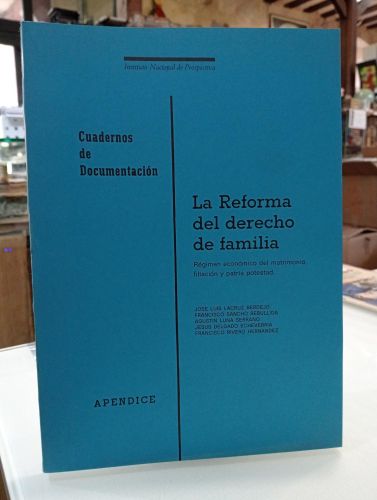 Instituto Nacional de Prospectiva
Cuadernos
de
Documentación
La Reforma
del derecho
de familia
Régimen económico del matrimonio,
filiación y patria potestad.
JOSE LUIS LACRUZ BERDEJO
FRANCISCO SANCHO REBULLIDA
AGUSTIN LUNA SERRANO
JESUS DELGADO ECHEVERRIA
FRANCISCO RIVERO HERNANDEZ
APENDICE